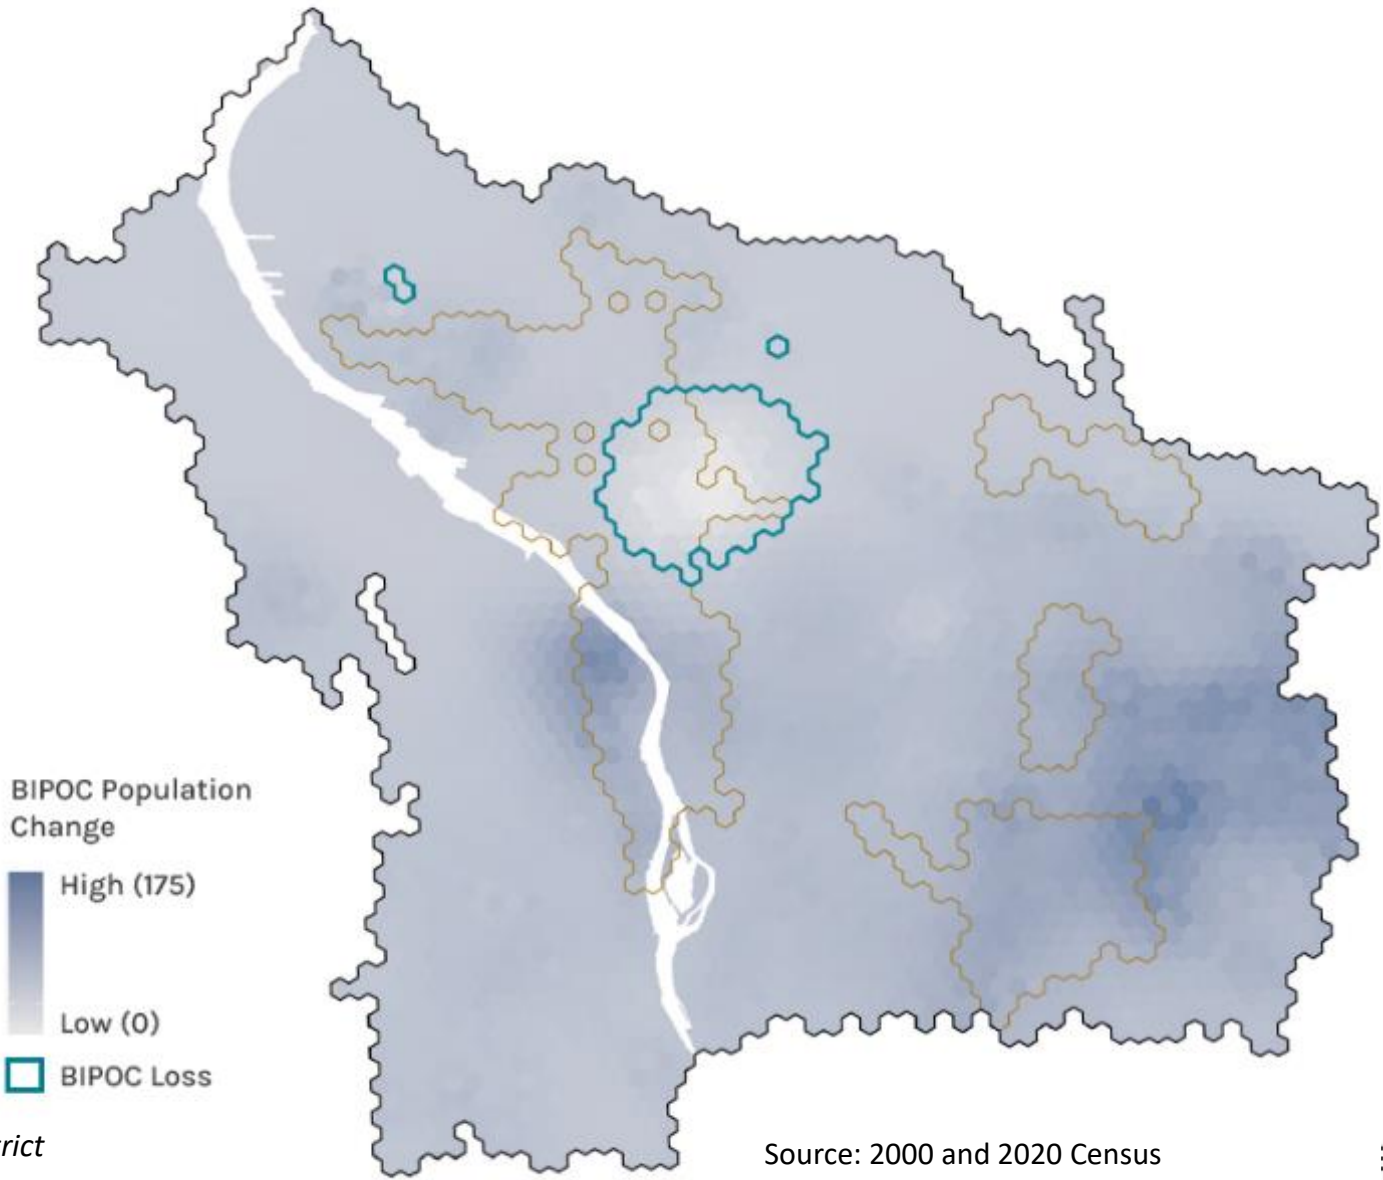 BIPOC Population
Change
High (175)
Low (0)
BIPOC Loss
rict
Source: 2000 and 2020 Census